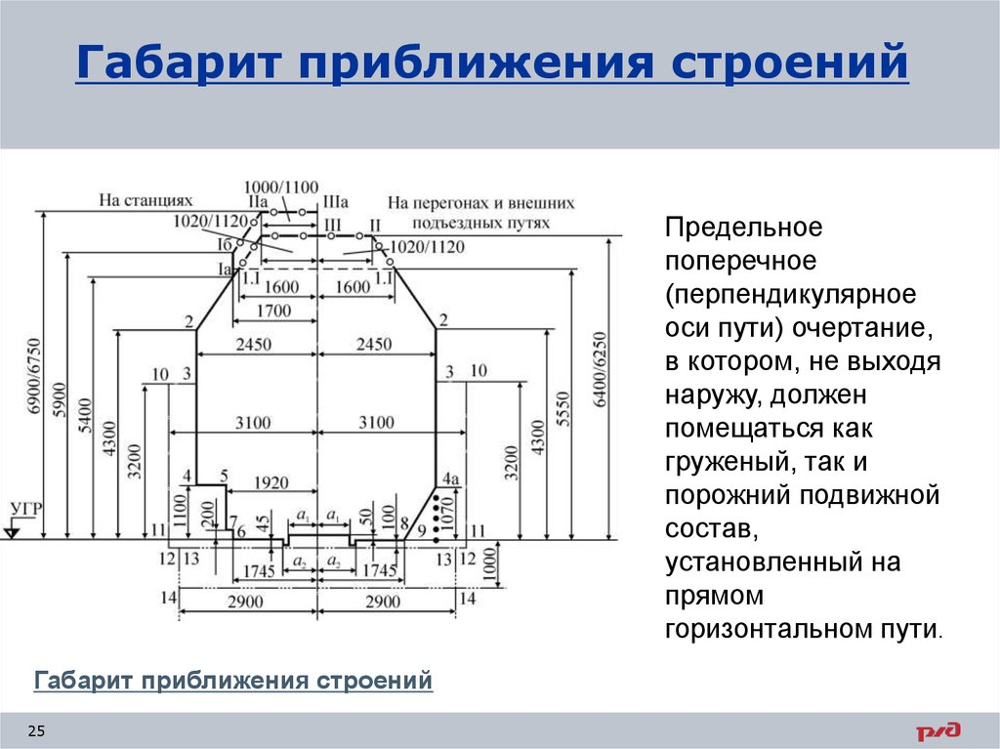 Габарит приближения строений
1000/1100
На станциях
IIа
IIIа
На перегонах и внешних
подъездных путях
1020/1120
III
II
Iб
1020/1120
Iа
1.I
1600
1600
1.I
1700
2
2
2450
2450
10
3
3
10
6900/6750
5900
5400
4300
3200
3100
3100
3200
4300
5550
6400/6250
4
5
1920
4а
УГР
1100
200
7
6
45
a₁
a₁
50
100
8
9
1070
11
11
12
13
1745
a₂
a₂
1745
13
12
1000
14
2900
2900
14
Предельное
поперечное
(перпендикулярное
оси пути) очертание,
в котором, не выходя
наружу, должен
помещаться как
груженый, так и
порожний подвижной
состав,
установленный на
прямом
горизонтальном пути.
Габарит приближения строений
25
РЖД